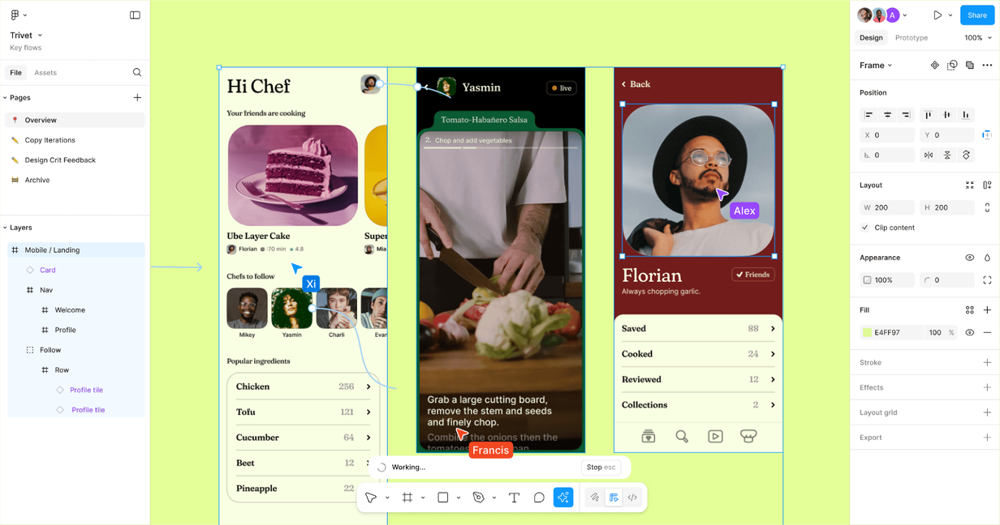 Trivet
Key flows
File
Assets
Pages
Overview
Copy Iterations
Design Crit Feedback
Archive
Layers
Mobile / Landing
Card
Nav
Welcome
Profile
Follow
Row
Profile tile
Profile tile
Hi Chef
Your friends are cooking
Ube Layer Cake
Super
Florian
70 min
4.8
Mia
Xi
Chefs to follow
Mikey
Yasmin
Charli
Evan
Popular ingredients
Chicken 256
Tofu 121
Cucumber 64
Beet 12
Pineapple 22
Yasmin
live
Tomato-Habañero Salsa
2. Chop and add vegetables
Grab a large cutting board,
remove the stem and seeds
and finely chop.
Combine the onions then the
Francis
Back
Alex
Florian
Friends
Always chopping garlic.
Saved 88
Cooked 24
Reviewed 12
Collections 2
Working...
Stop esc
A
Share
Design
Prototype
100%
Frame
Position
X 0
Y 0
0
Layout
W 200
H 200
Clip content
Appearance
100%
0
Fill
E4FF97 100 %
Stroke
Effects
Layout grid
Export